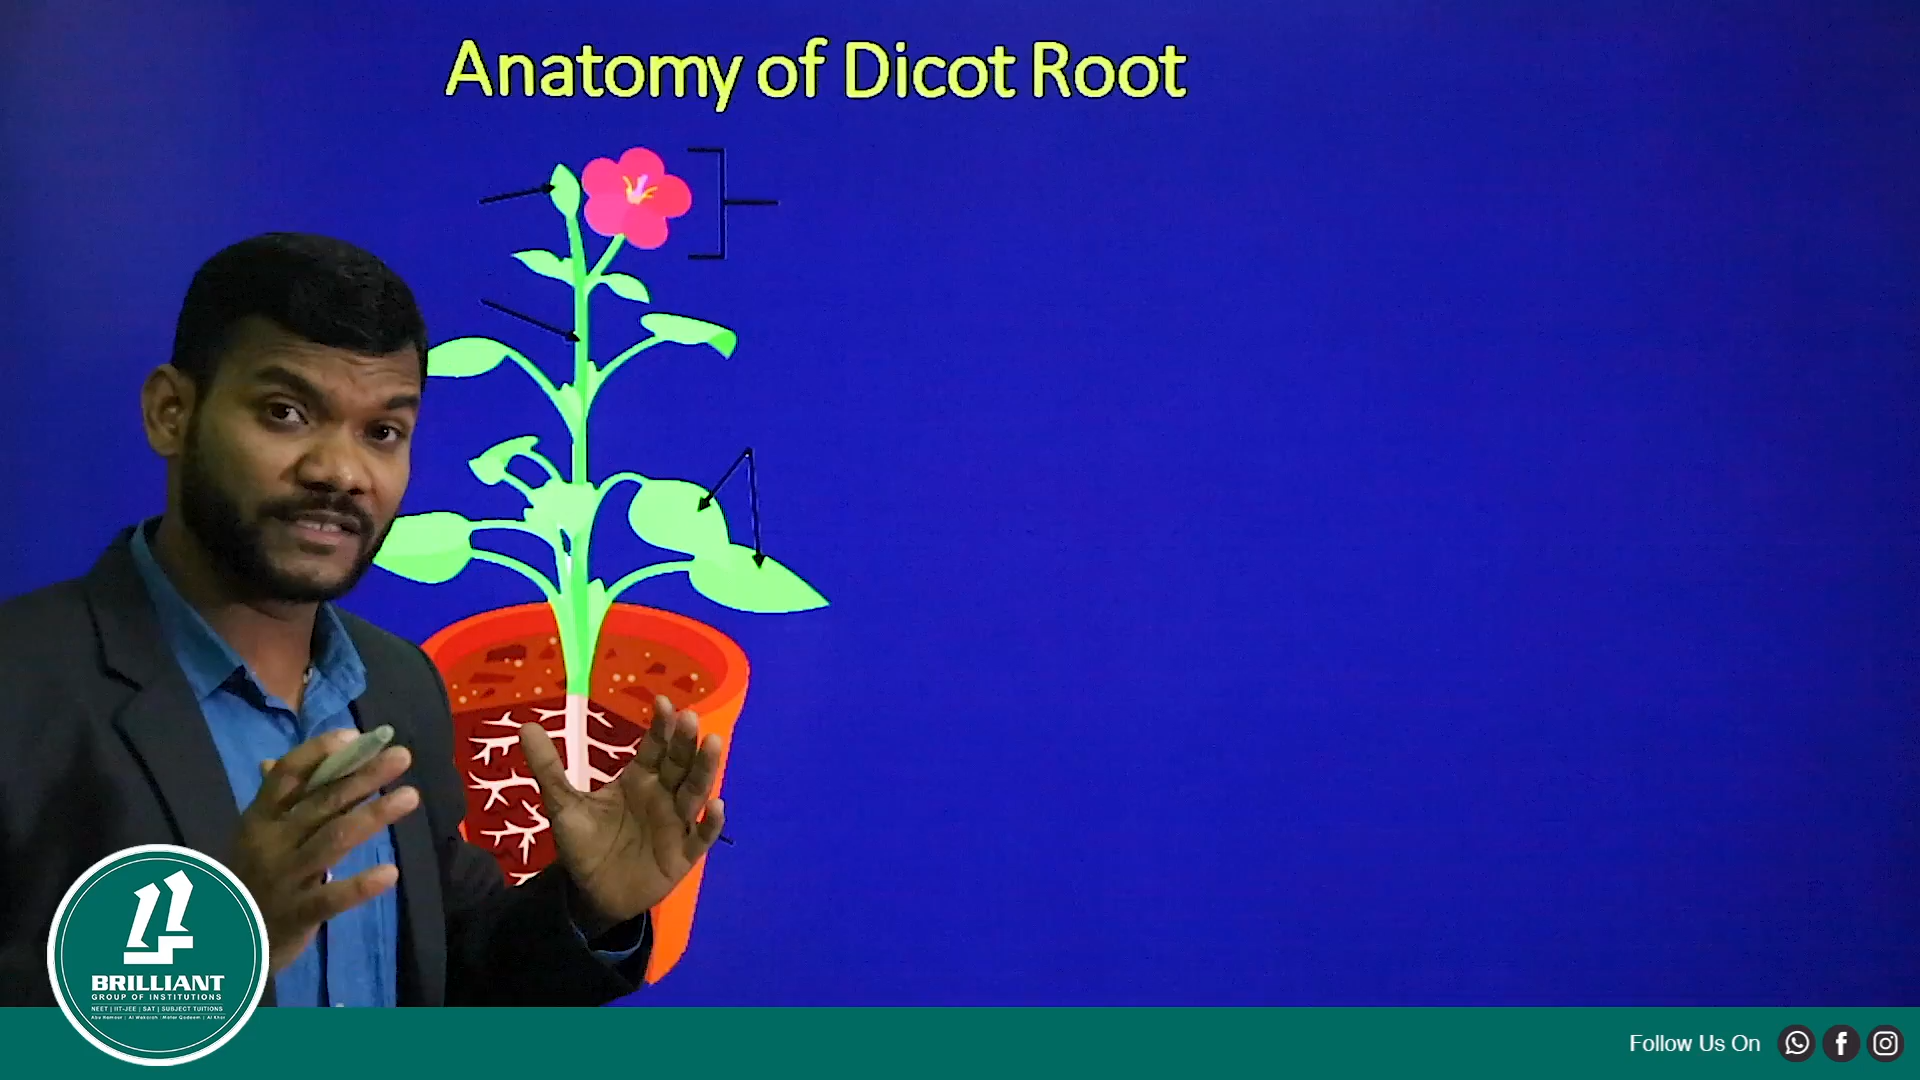 Anatomy of Dicot Root
BRILLIANT
GROUP OF INSTITUTIONS
NEET | IIT-JEE | SAT | SUBJECT TUITIONS
Follow Us On